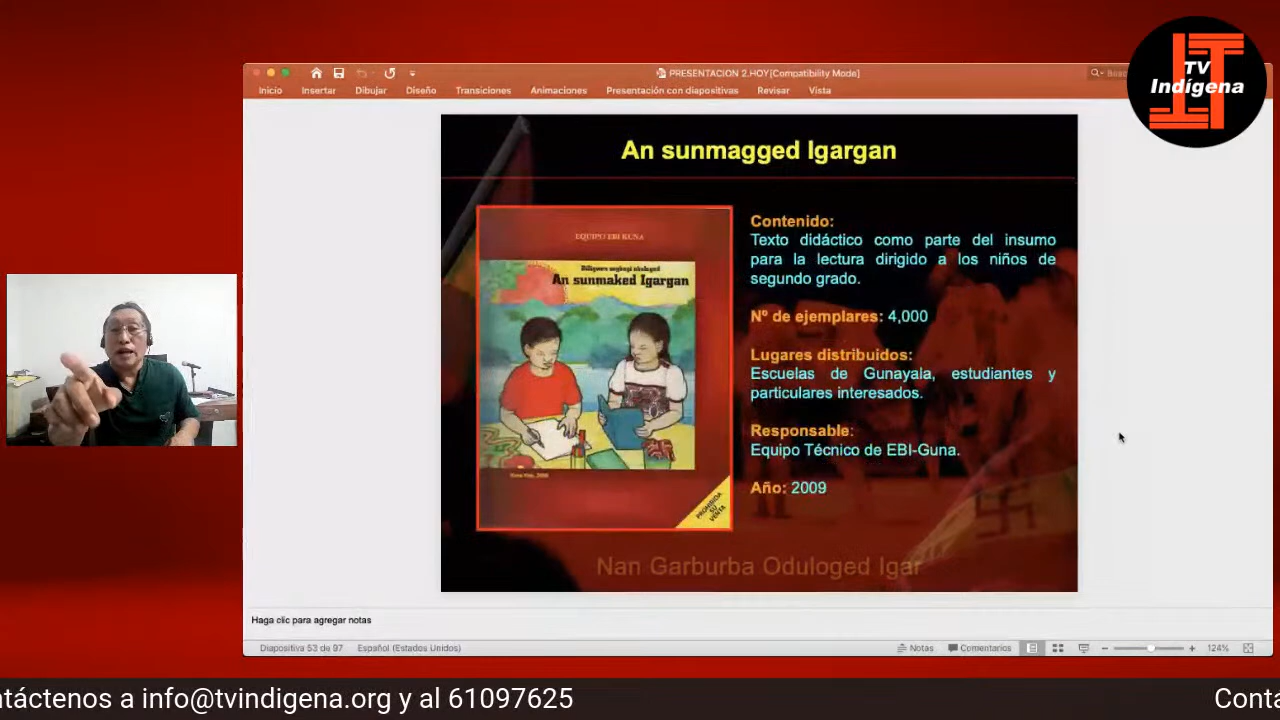 PRESENTACION 2.HOY[Compatibility Mode]
Inicio Insertar Dibujar Diseño Transiciones Animaciones Presentación con diapositivas Revisar Vista
TV
Indígena
An sunmagged Igargan
EQUIPO EBI KUNA
An sunmaked Igargan
PROHIBIDA
SU
VENTA
Contenido:
Texto didáctico como parte del insumo
para la lectura dirigido a los niños de
segundo grado.
Nº de ejemplares: 4,000
Lugares distribuidos:
Escuelas de Gunayala, estudiantes y
particulares interesados.
Responsable:
Equipo Técnico de EBI-Guna.
Año: 2009
Nan Garburba Oduloged Igar
Haga clic para agregar notas
Diapositiva 53 de 97 Español (Estados Unidos) Notas Comentarios 124%
ntáctenos a info@tvindigena.org y al 61097625 Conta